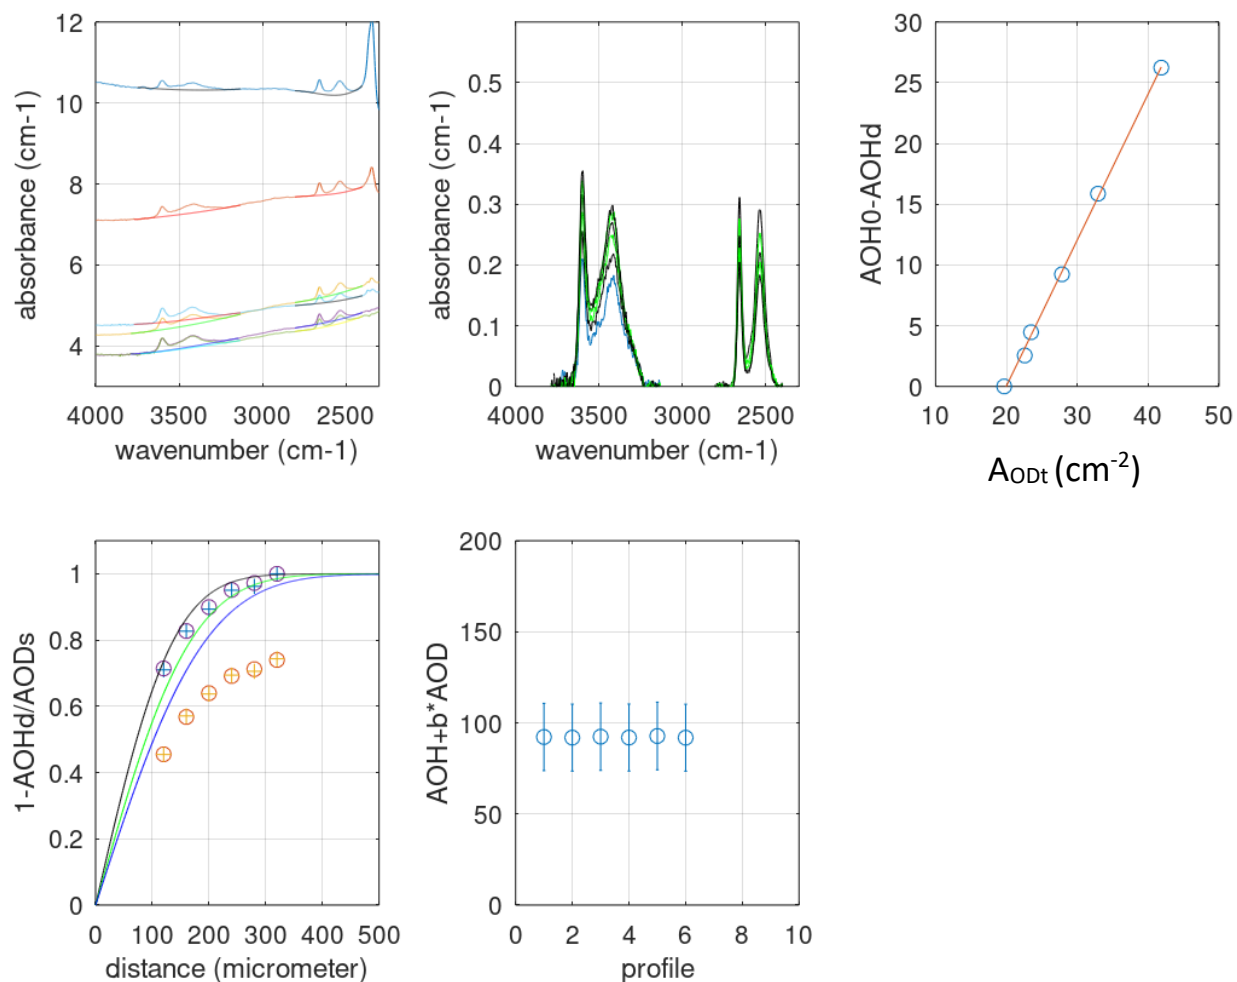 12
10
8
6
4
absorbance (cm-1)
4000 3500 3000 2500
wavenumber (cm-1)
0.5
0.4
0.3
0.2
0.1
0
absorbance (cm-1)
4000 3500 3000 2500
wavenumber (cm-1)
30
25
20
15
10
5
0
AOH0-AOHd
10 20 30 40 50
AODt (cm-2)
1
0.8
0.6
0.4
0.2
0
1-AOHd/AODs
0 100 200 300 400 500
distance (micrometer)
200
150
100
50
0
AOH+b*AOD
0 2 4 6 8 10
profile